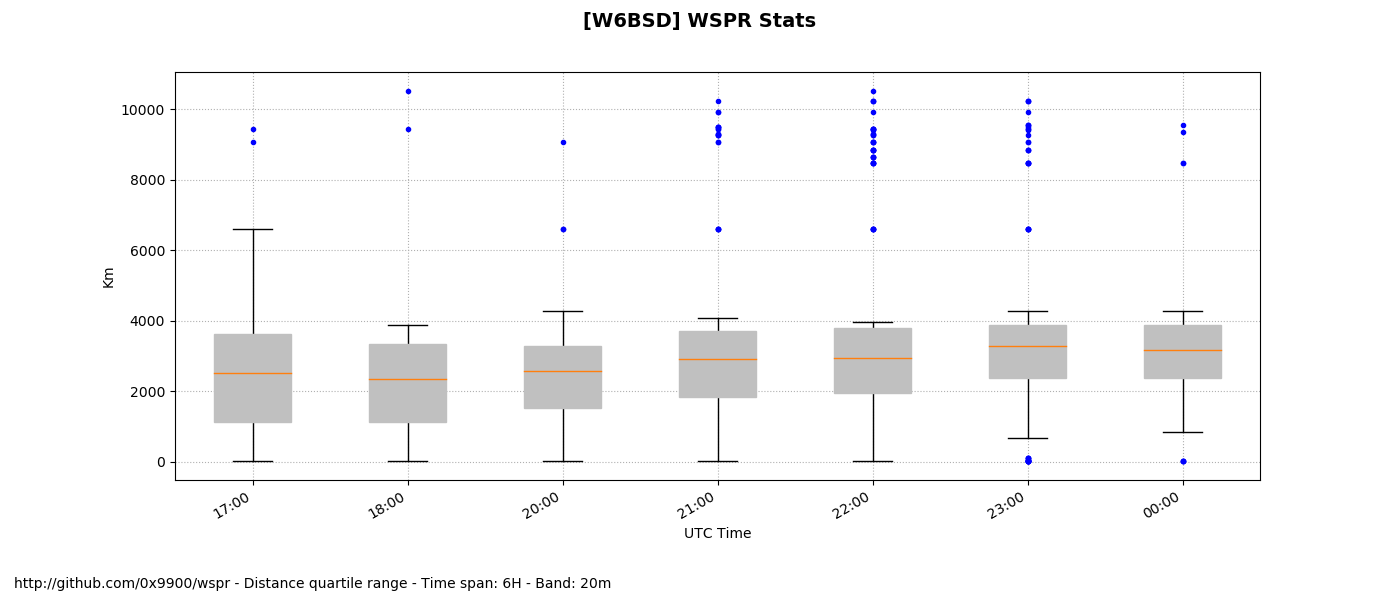 [W6BSD] WSPR Stats
10000
8000
6000
4000
2000
0
Km
17:00 18:00 20:00 21:00 22:00 23:00 00:00
UTC Time
http://github.com/0x9900/wspr - Distance quartile range - Time span: 6H - Band: 20m